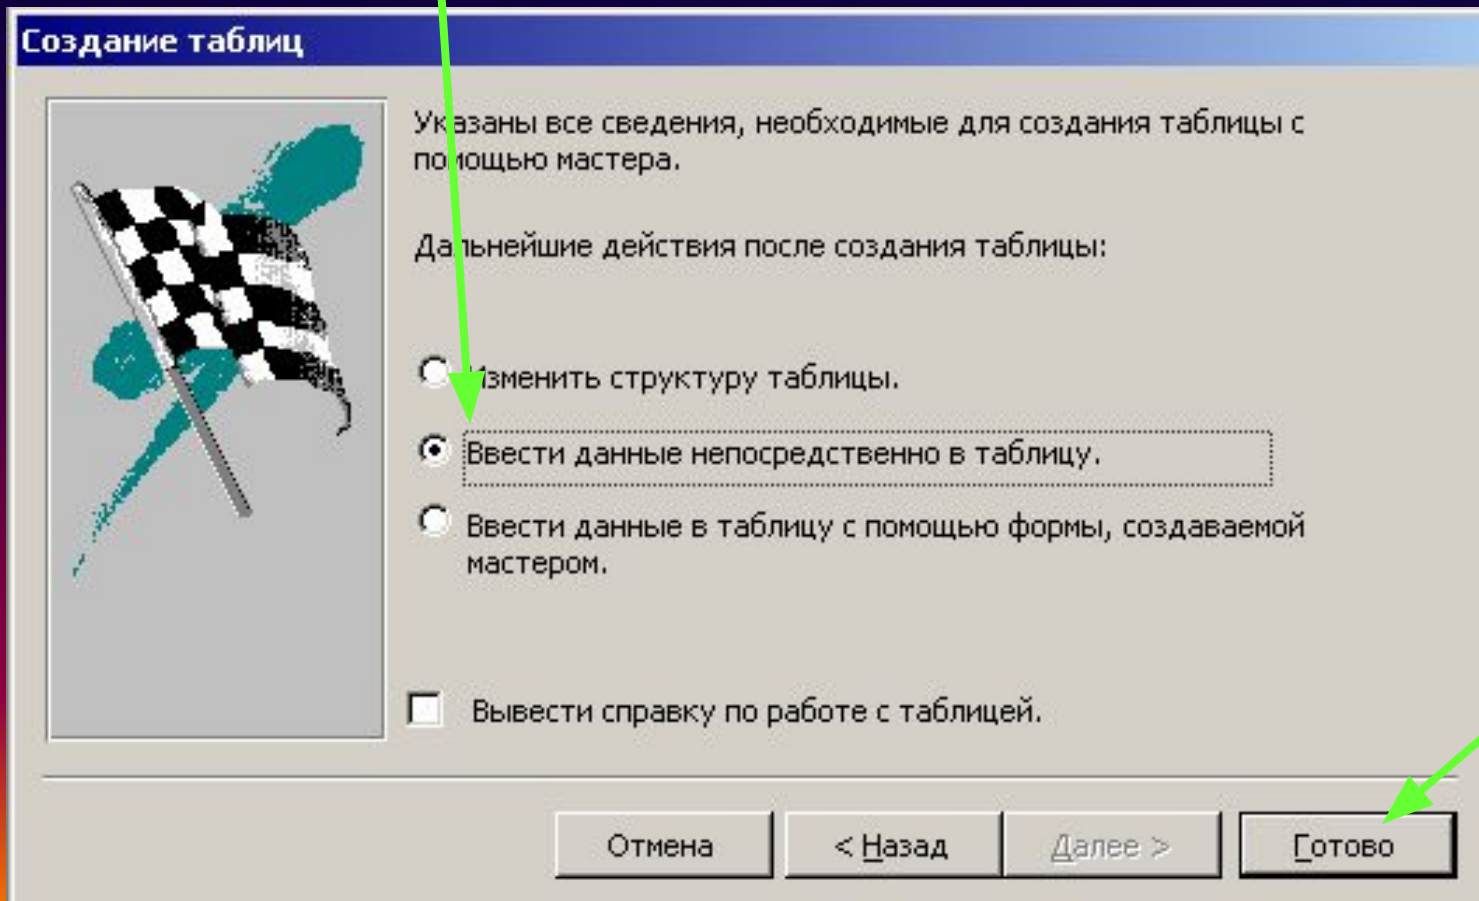 Создание таблиц
Указаны все сведения, необходимые для создания таблицы с
помощью мастера.
Дальнейшие действия после создания таблицы:
Изменить структуру таблицы.
Ввести данные непосредственно в таблицу.
Ввести данные в таблицу с помощью формы, создаваемой
мастером.
Вывести справку по работе с таблицей.
Отмена
< Назад
Далее >
Готово